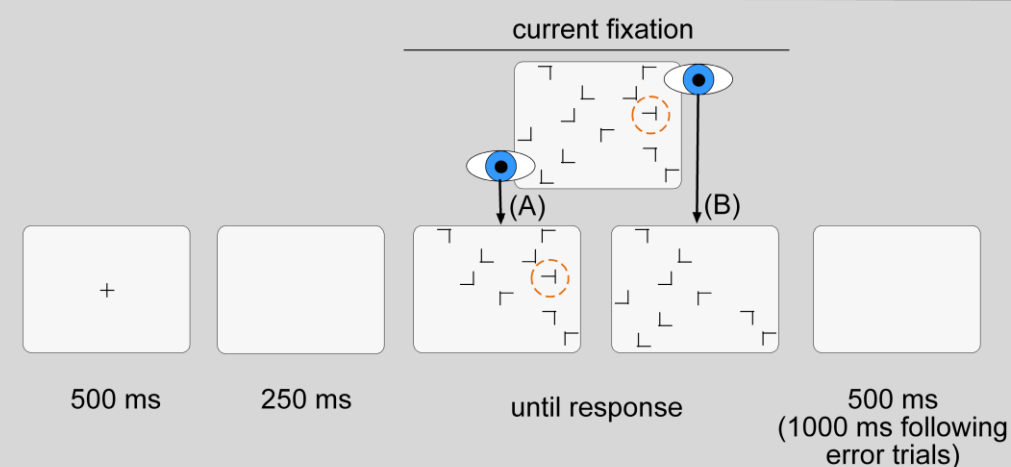 current fixation
(A)
(B)
500 ms
250 ms
until response
500 ms
(1000 ms following
error trials)